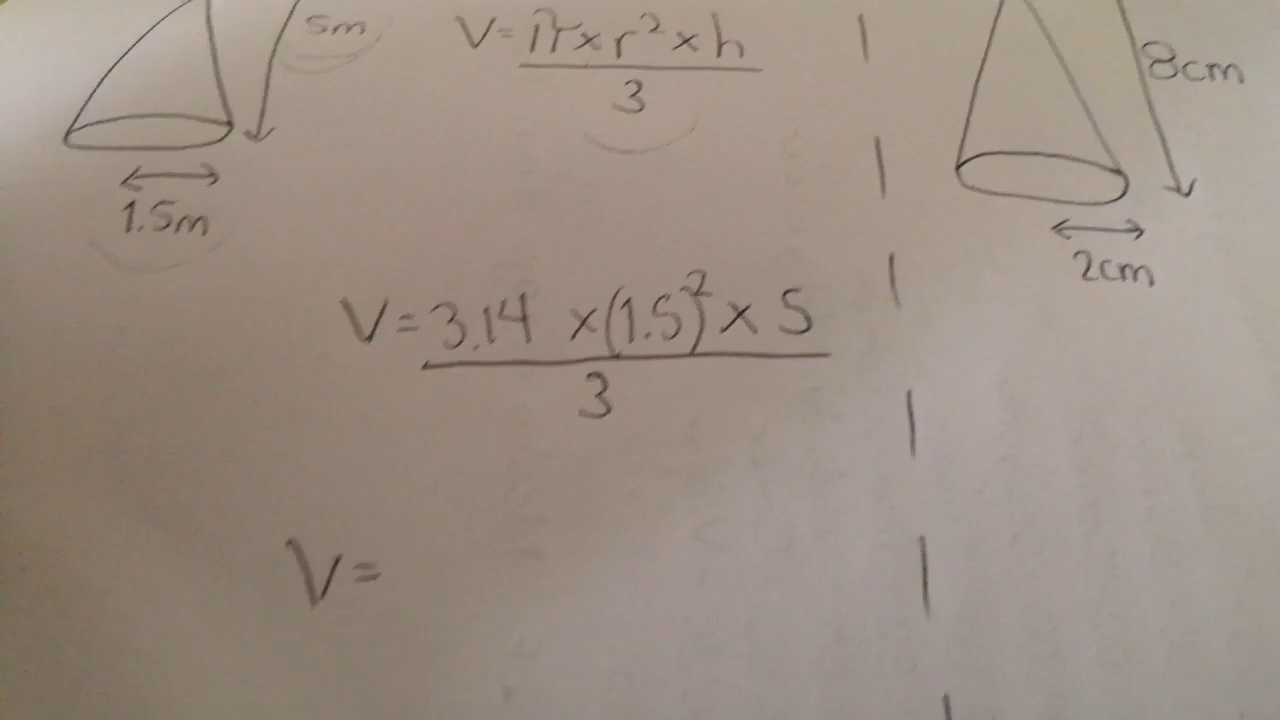 5m
V = π x r² x h
3
8cm
1.5m
2cm
V = 3.14 x (1.5)² x 5
3
V =